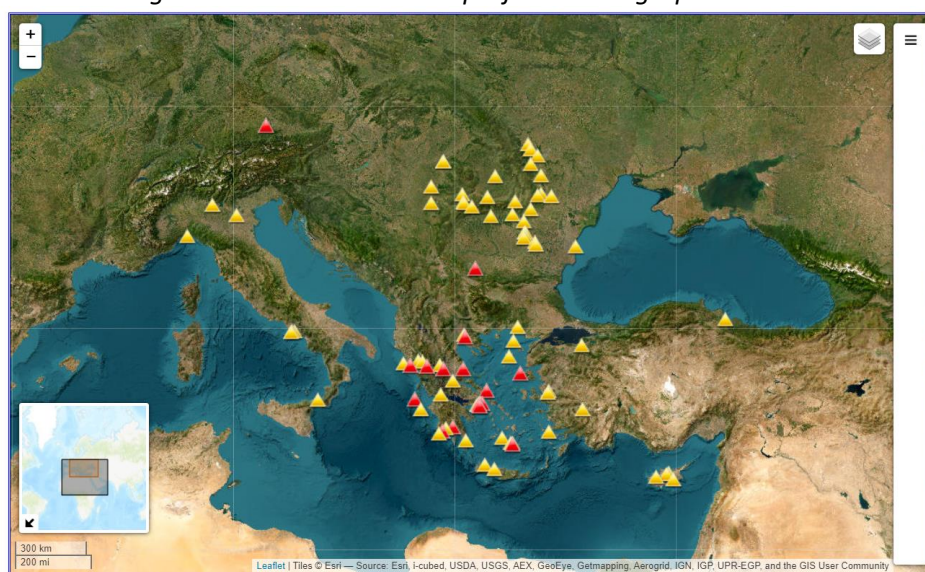 +
−
300 km
200 mi
Leaflet | Tiles © Esri — Source: Esri, i-cubed, USDA, USGS, AEX, GeoEye, Getmapping, Aerogrid, IGN, IGP, UPR-EGP, and the GIS User Community